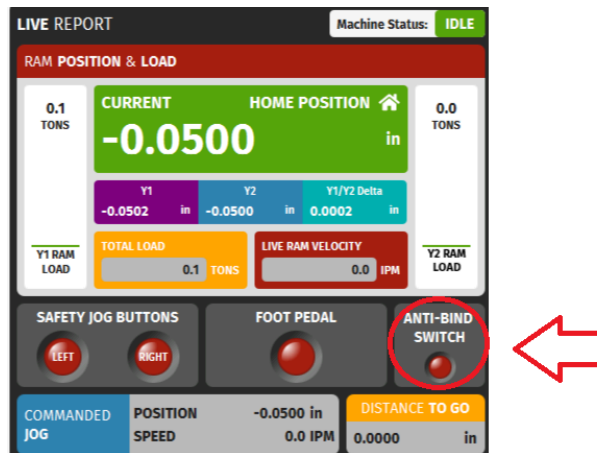 LIVE REPORT
Machine Status: IDLE
RAM POSITION & LOAD
0.1
TONS
CURRENT
HOME POSITION
-0.0500
in
0.0
TONS
Y1
-0.0502 in
Y2
-0.0500 in
Y1/Y2 Delta
0.0002 in
Y1 RAM
LOAD
TOTAL LOAD
0.1 TONS
LIVE RAM VELOCITY
0.0 IPM
Y2 RAM
LOAD
SAFETY JOG BUTTONS
LEFT
RIGHT
FOOT PEDAL
ANTI-BIND
SWITCH
COMMANDED
JOG
POSITION -0.0500 in
SPEED 0.0 IPM
DISTANCE TO GO
0.0000 in